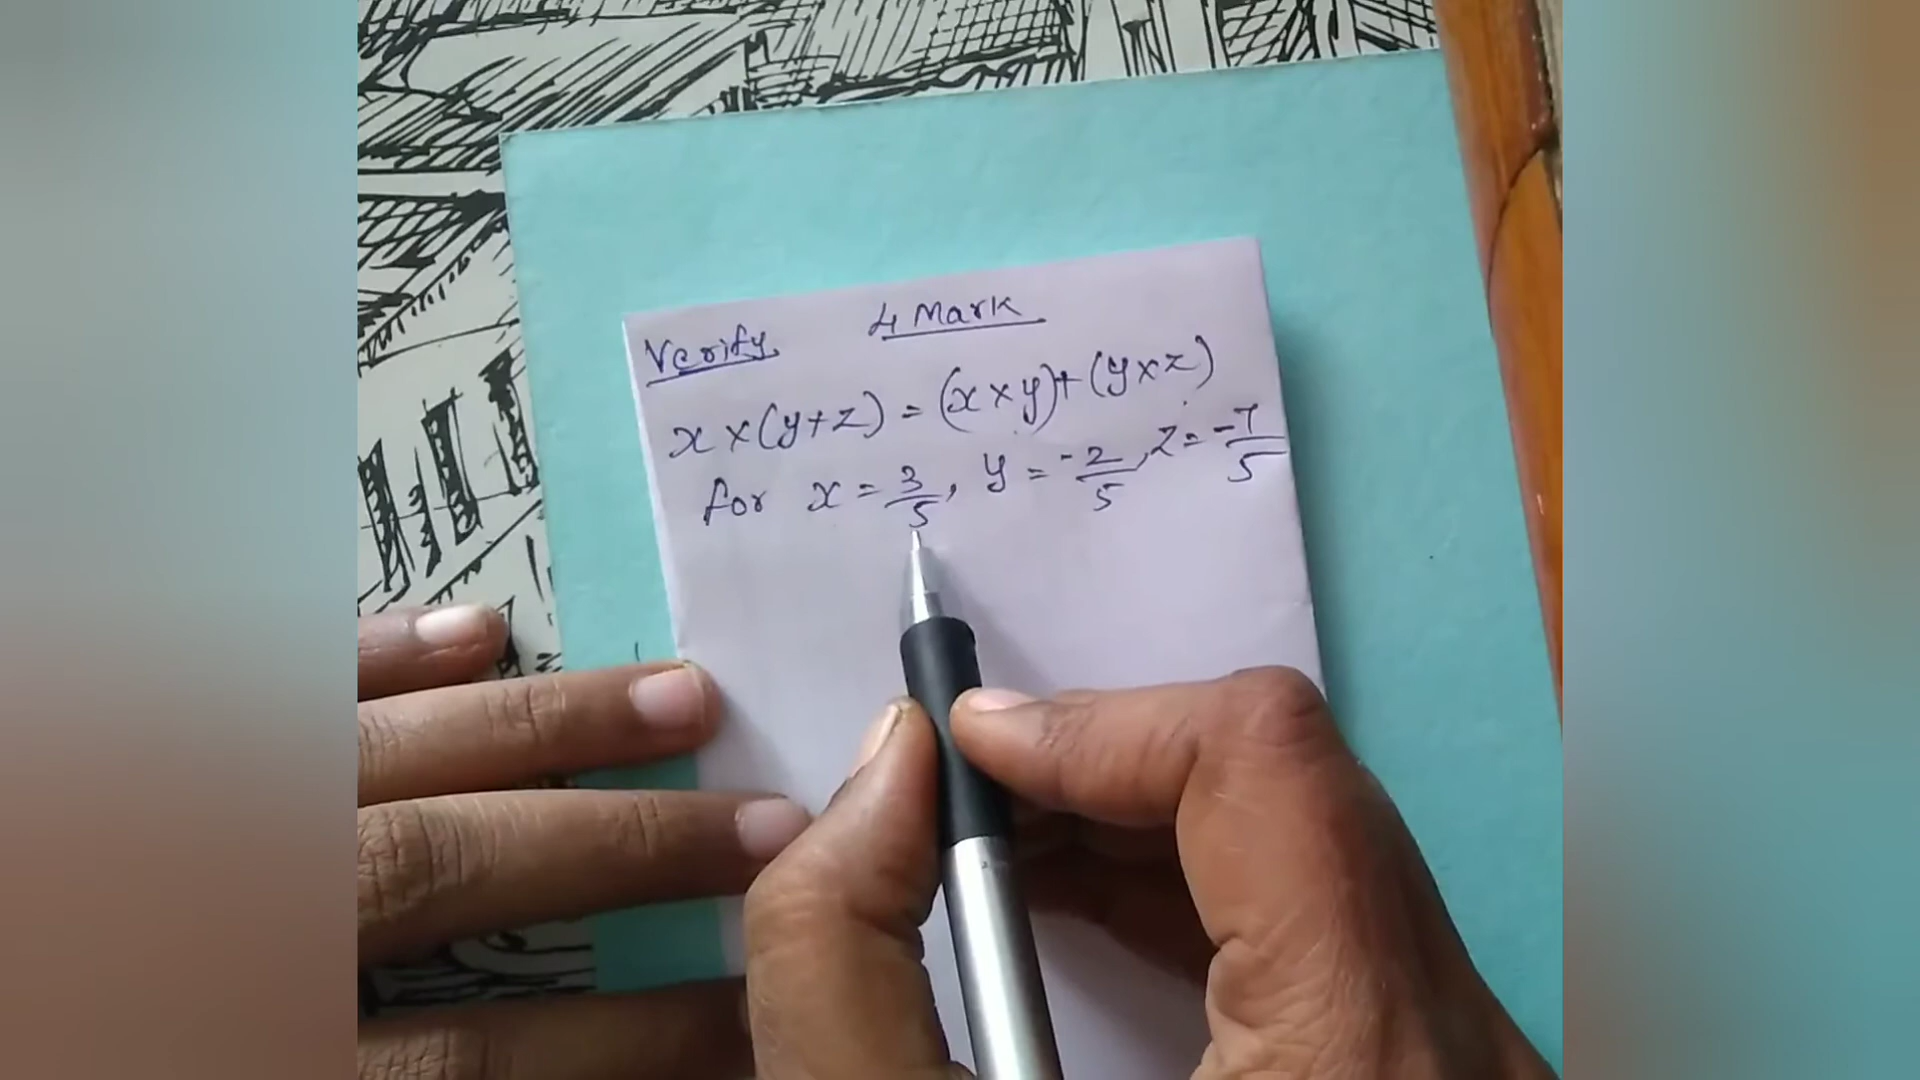 4 Mark
Verify
x × (y+z) = (x × y) + (y × z)
for x = 3/5, y = -2/5, z = -7/5